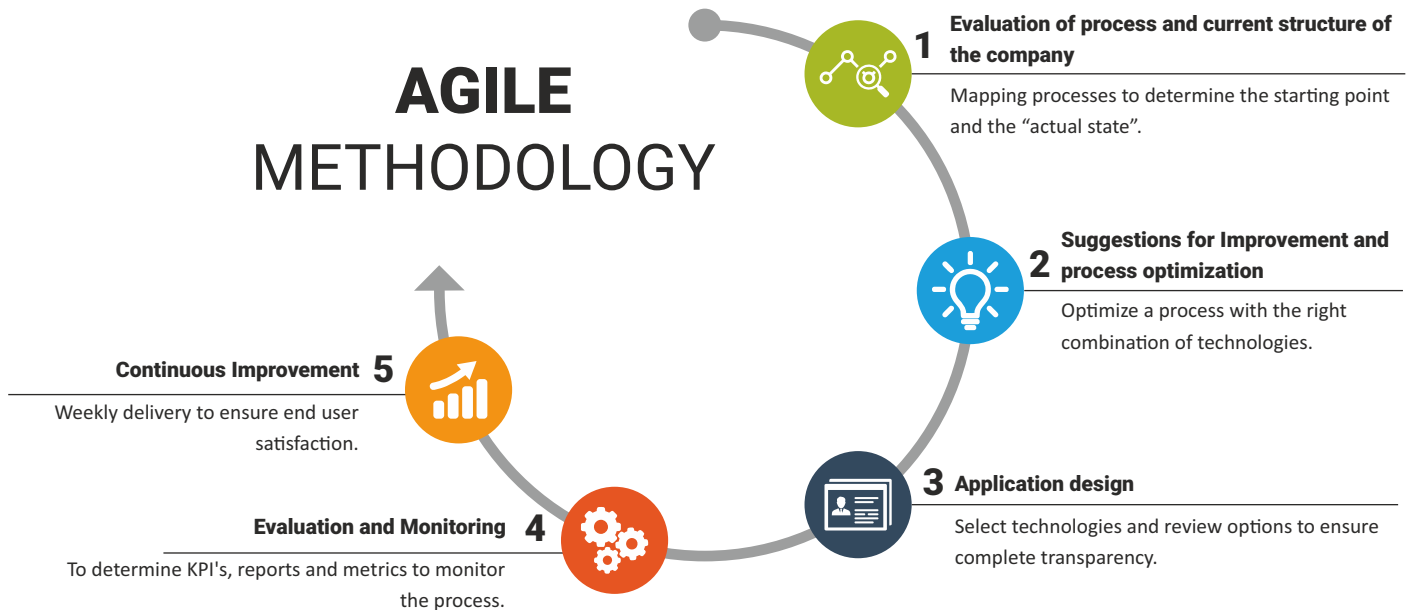 AGILE
METHODOLOGY
1
Evaluation of process and current structure of
the company
Mapping processes to determine the starting point
and the “actual state”.
2
Suggestions for Improvement and
process optimization
Optimize a process with the right
combination of technologies.
3 Application design
Select technologies and review options to ensure
complete transparency.
Evaluation and Monitoring 4
To determine KPI's, reports and metrics to monitor
the process.
Continuous Improvement 5
Weekly delivery to ensure end user
satisfaction.